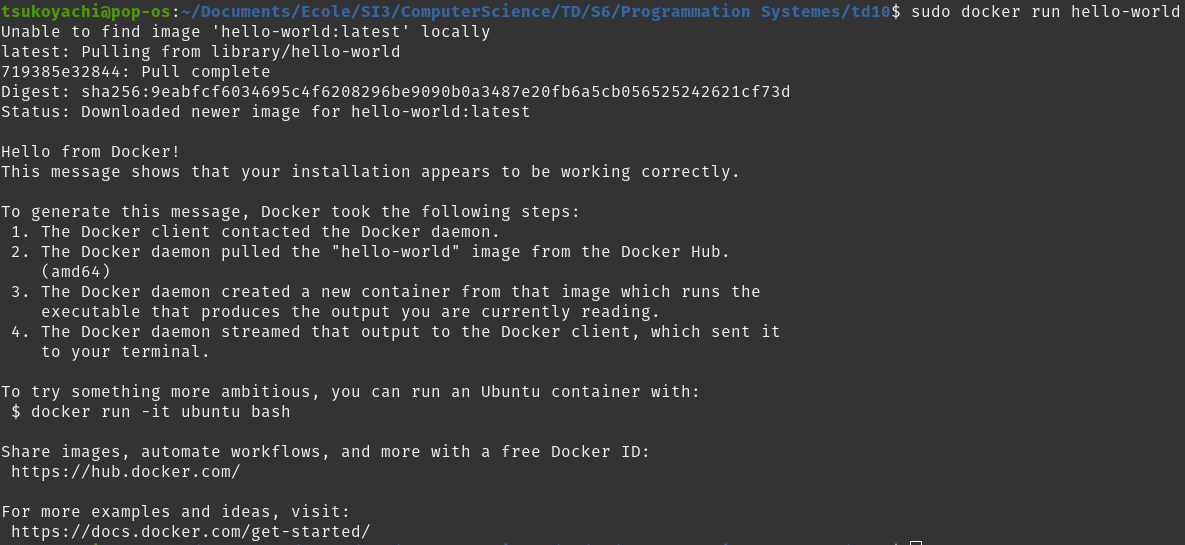 tsukoyachi@pop-os:~/Documents/Ecole/SI3/ComputerScience/TD/S6/Programmation Systemes/td10$ sudo docker run hello-world
Unable to find image 'hello-world:latest' locally
latest: Pulling from library/hello-world
719385e32844: Pull complete
Digest: sha256:9eabfcf6034695c4f6208296be9090b0a3487e20fb6a5cb056525242621cf73d
Status: Downloaded newer image for hello-world:latest

Hello from Docker!
This message shows that your installation appears to be working correctly.

To generate this message, Docker took the following steps:
 1. The Docker client contacted the Docker daemon.
 2. The Docker daemon pulled the "hello-world" image from the Docker Hub.
    (amd64)
 3. The Docker daemon created a new container from that image which runs the
    executable that produces the output you are currently reading.
 4. The Docker daemon streamed that output to the Docker client, which sent it
    to your terminal.

To try something more ambitious, you can run an Ubuntu container with:
 $ docker run -it ubuntu bash

Share images, automate workflows, and more with a free Docker ID:
 https://hub.docker.com/

For more examples and ideas, visit:
 https://docs.docker.com/get-started/